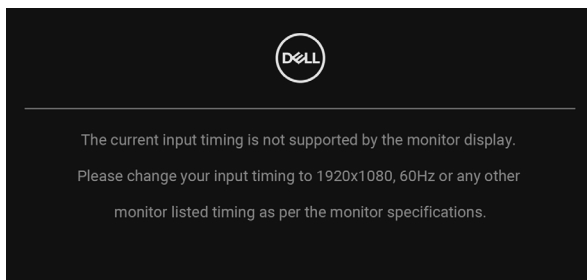 DELL
The current input timing is not supported by the monitor display.
Please change your input timing to 1920x1080, 60Hz or any other
monitor listed timing as per the monitor specifications.